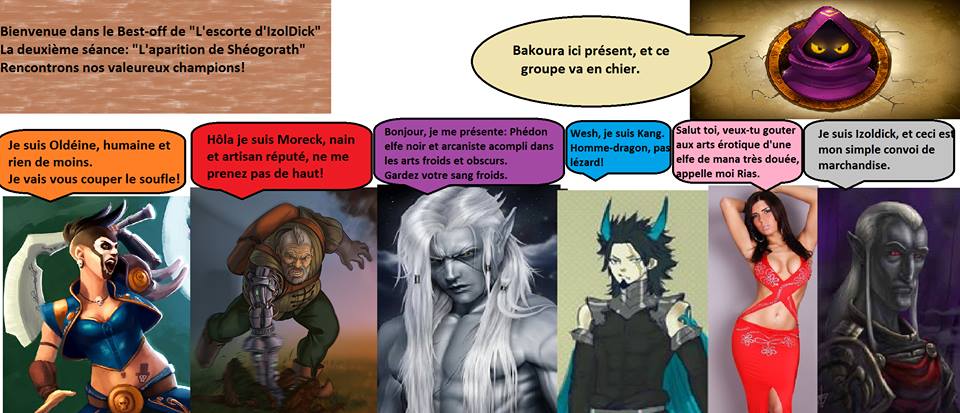 Bienvenue dans le Best-off de "L'escorte d'IzolDick"
La deuxième séance: "L'aparition de Shéogorath"
Rencontrons nos valeureux champions!
Bakoura ici présent, et ce
groupe va en chier.
Je suis Oldéine, humaine et
rien de moins.
Je vais vous couper le soufle!
Hôla je suis Moreck, nain
et artisan réputé, ne me
prenez pas de haut!
Bonjour, je me présente: Phédon
elfe noir et arcaniste acompli dans
les arts froids et obscurs.
Gardez votre sang froids.
Wesh, je suis Kang.
Homme-dragon, pas
lézard!
Salut toi, veux-tu gouter
aux arts érotique d'une
elfe de mana très douée,
appelle moi Rias.
Je suis Izoldick, et ceci est
mon simple convoi de
marchandise.